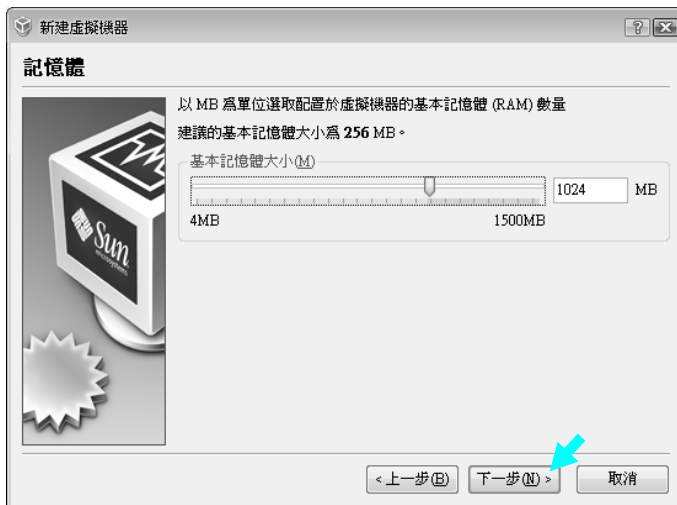 新建虛擬機器
記憶體
以 MB 為單位選取配置於虛擬機器的基本記憶體 (RAM) 數量
建議的基本記憶體大小為 256 MB。
基本記憶體大小(M)
1024 MB
4MB 1500MB
Sun
microsystems
<上一步(B) 下一步(N) > 取消